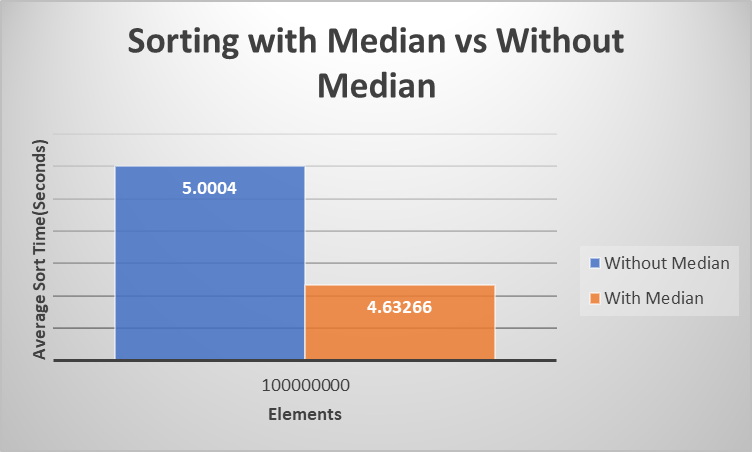 Sorting with Median vs Without
Median
Average Sort Time(Seconds)
5.0004
4.63266
Without Median
With Median
100000000
Elements